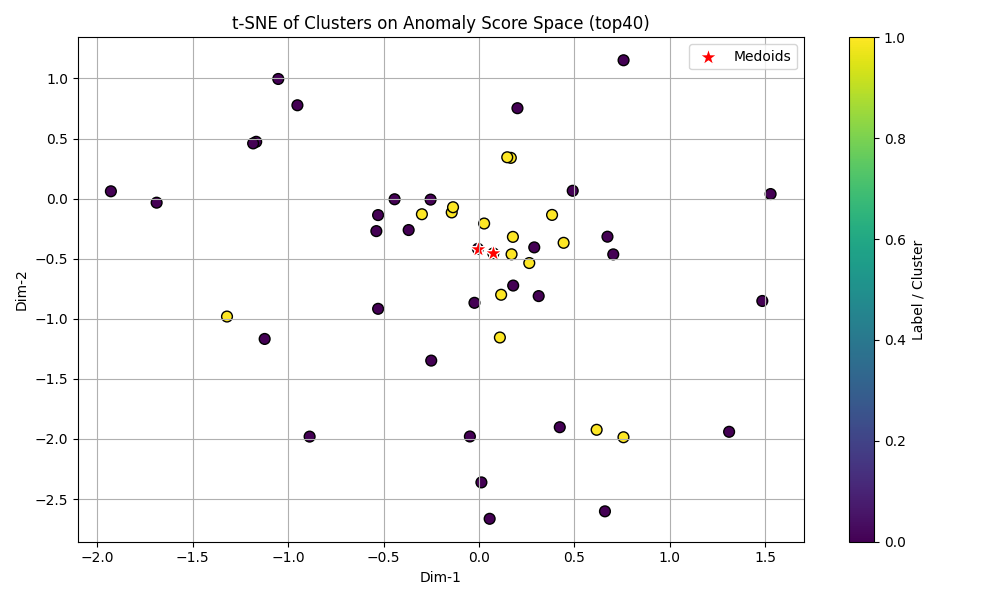 t-SNE of Clusters on Anomaly Score Space (top40)
Medoids
1.0
0.5
0.0
−0.5
−1.0
−1.5
−2.0
−2.5
Dim-2
−2.0 −1.5 −1.0 −0.5 0.0 0.5 1.0 1.5
Dim-1
1.0
0.8
0.6
0.4
0.2
0.0
Label / Cluster